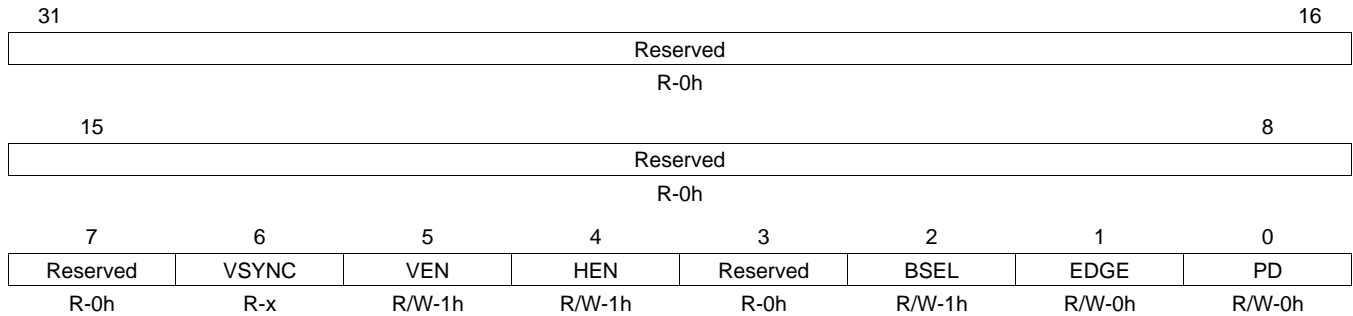 31 16
Reserved
R-0h
15 8
Reserved
R-0h
7 6 5 4 3 2 1 0
Reserved VSYNC VEN HEN Reserved BSEL EDGE PD
R-0h R-x R/W-1h R/W-1h R-0h R/W-1h R/W-0h R/W-0h